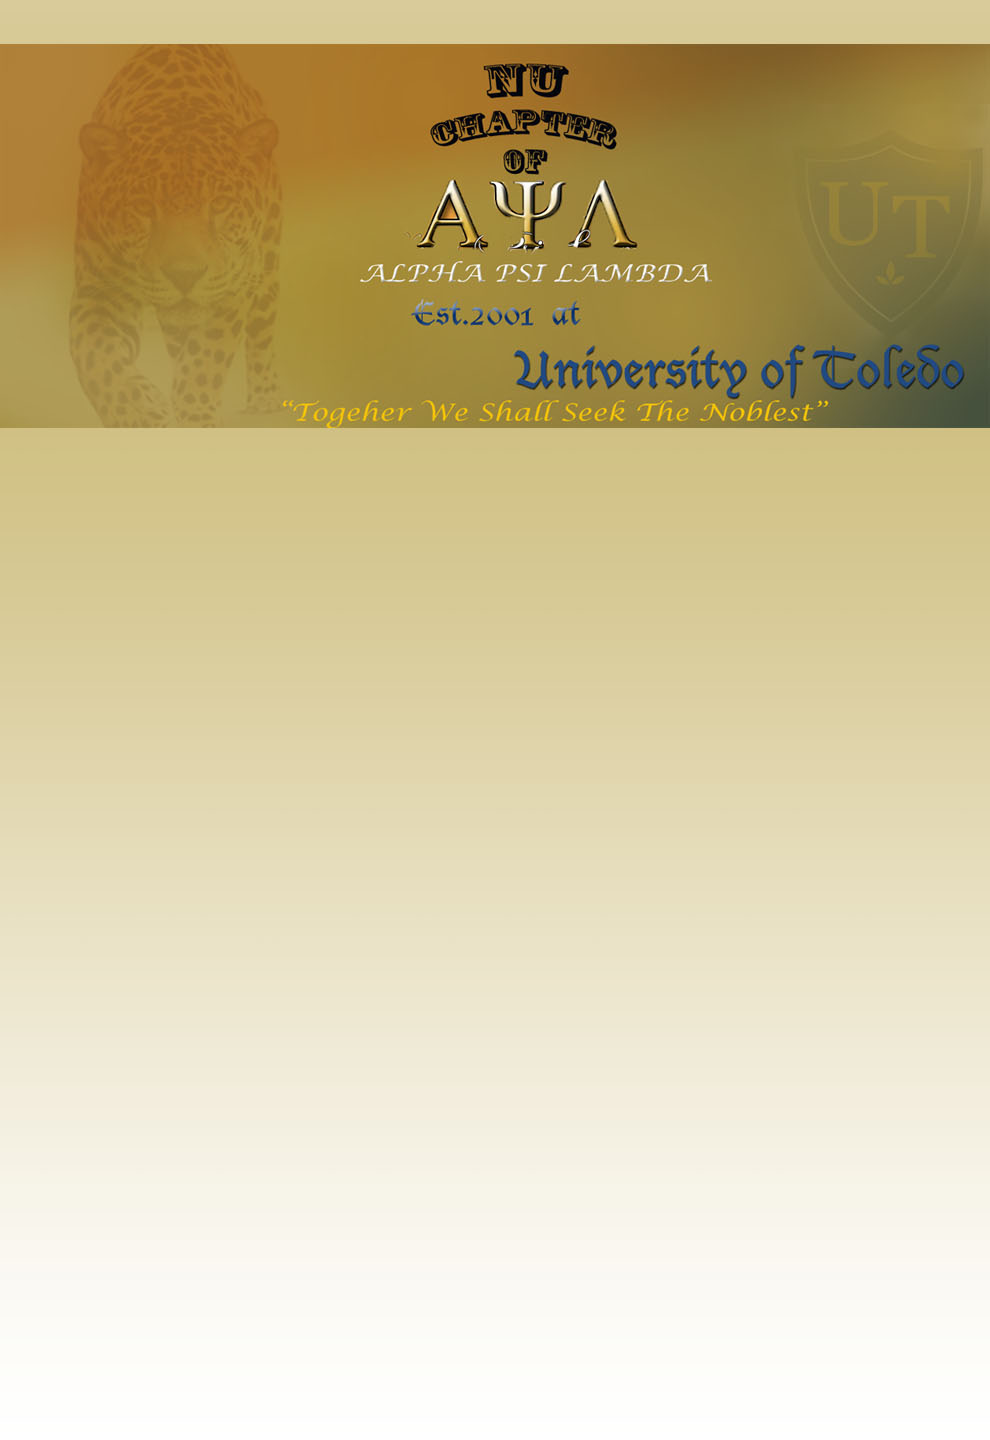 NU
CHAPTER
OF
ΑΨΛ
ALPHA PSI LAMBDA
Est.2001 at
UT
University of Toledo
“Togeher We Shall Seek The Noblest”